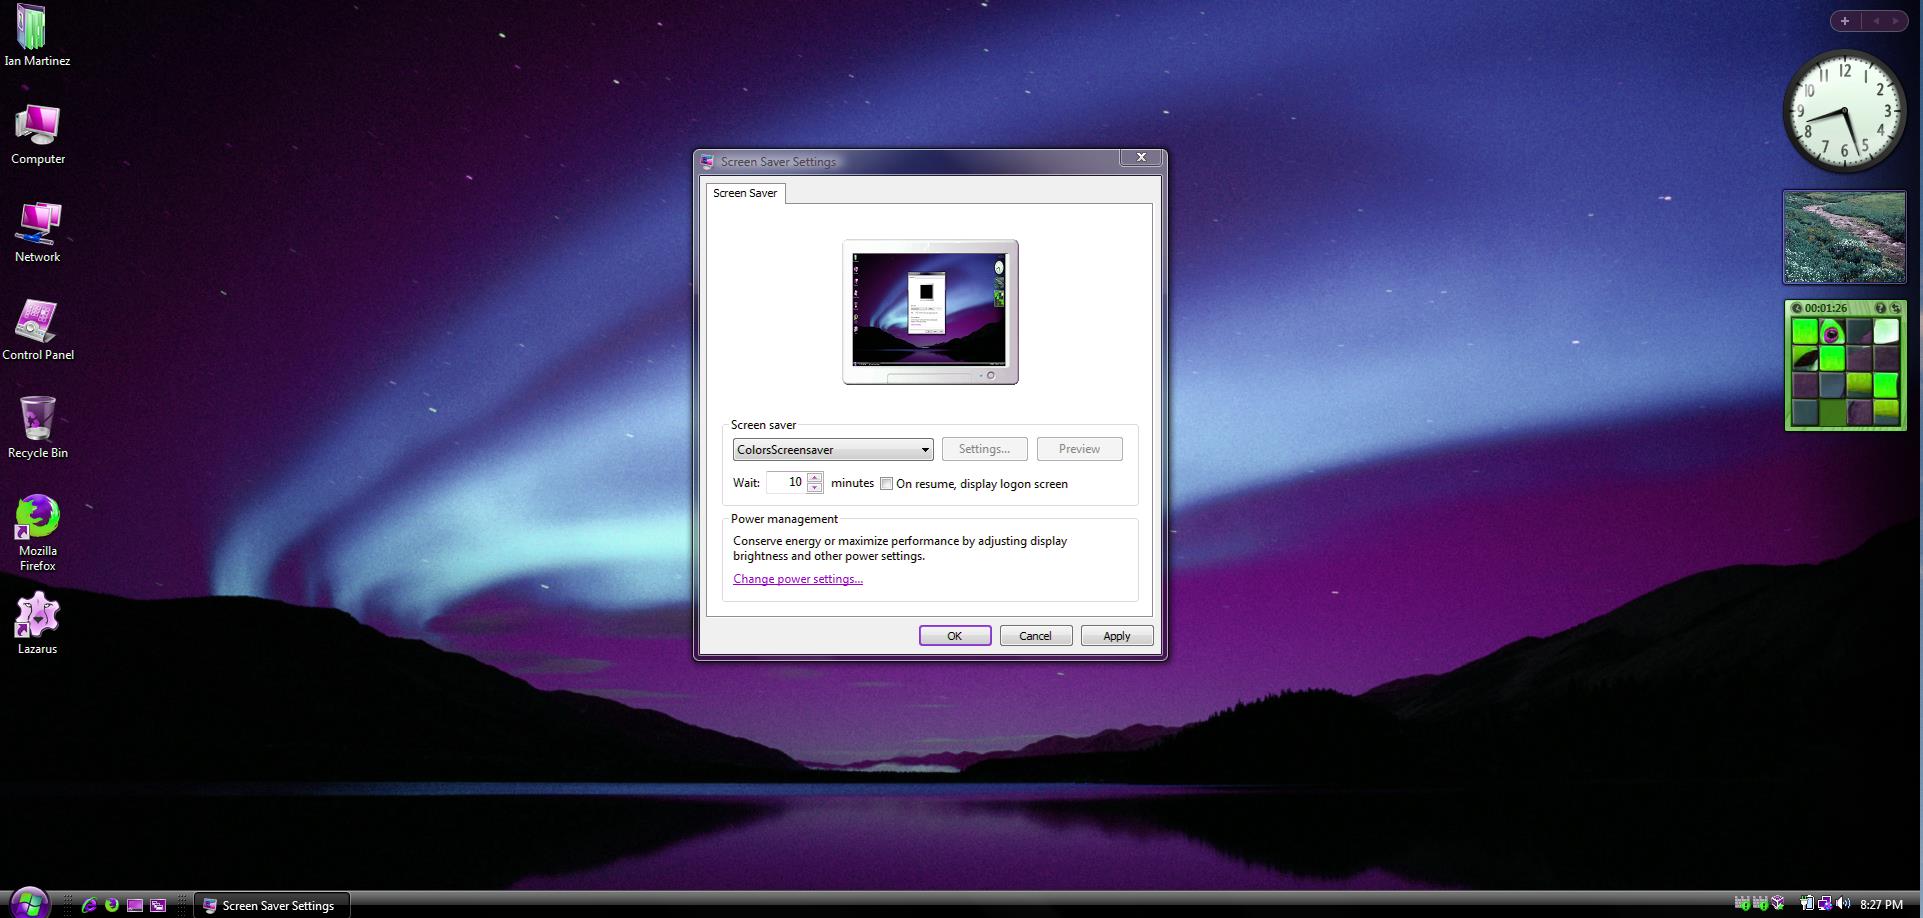 Ian Martinez
Computer
Network
Control Panel
Recycle Bin
Mozilla
Firefox
Lazarus
Screen Saver Settings
X
Screen Saver
Screen saver
ColorsScreensaver
Settings...
Preview
Wait:
10
minutes
On resume, display logon screen
Power management
Conserve energy or maximize performance by adjusting display
brightness and other power settings.
Change power settings...
OK
Cancel
Apply
12
1
2
3
4
5
6
7
8
9
10
11
00:01:26
?
Screen Saver Settings
8:27 PM